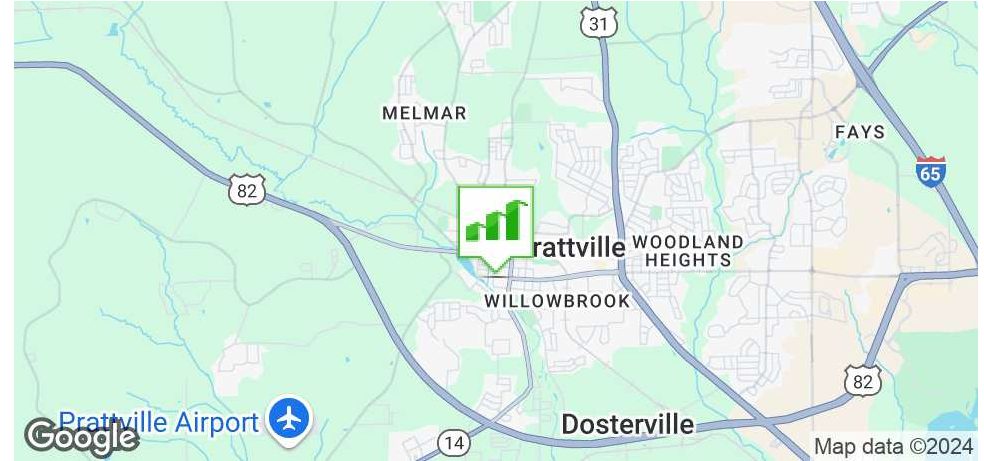 31
MELMAR
FAYS
65
82
rattville
WOODLAND
HEIGHTS
WILLOWBROOK
82
Prattville Airport
Dosterville
14
Google
Map data ©2024